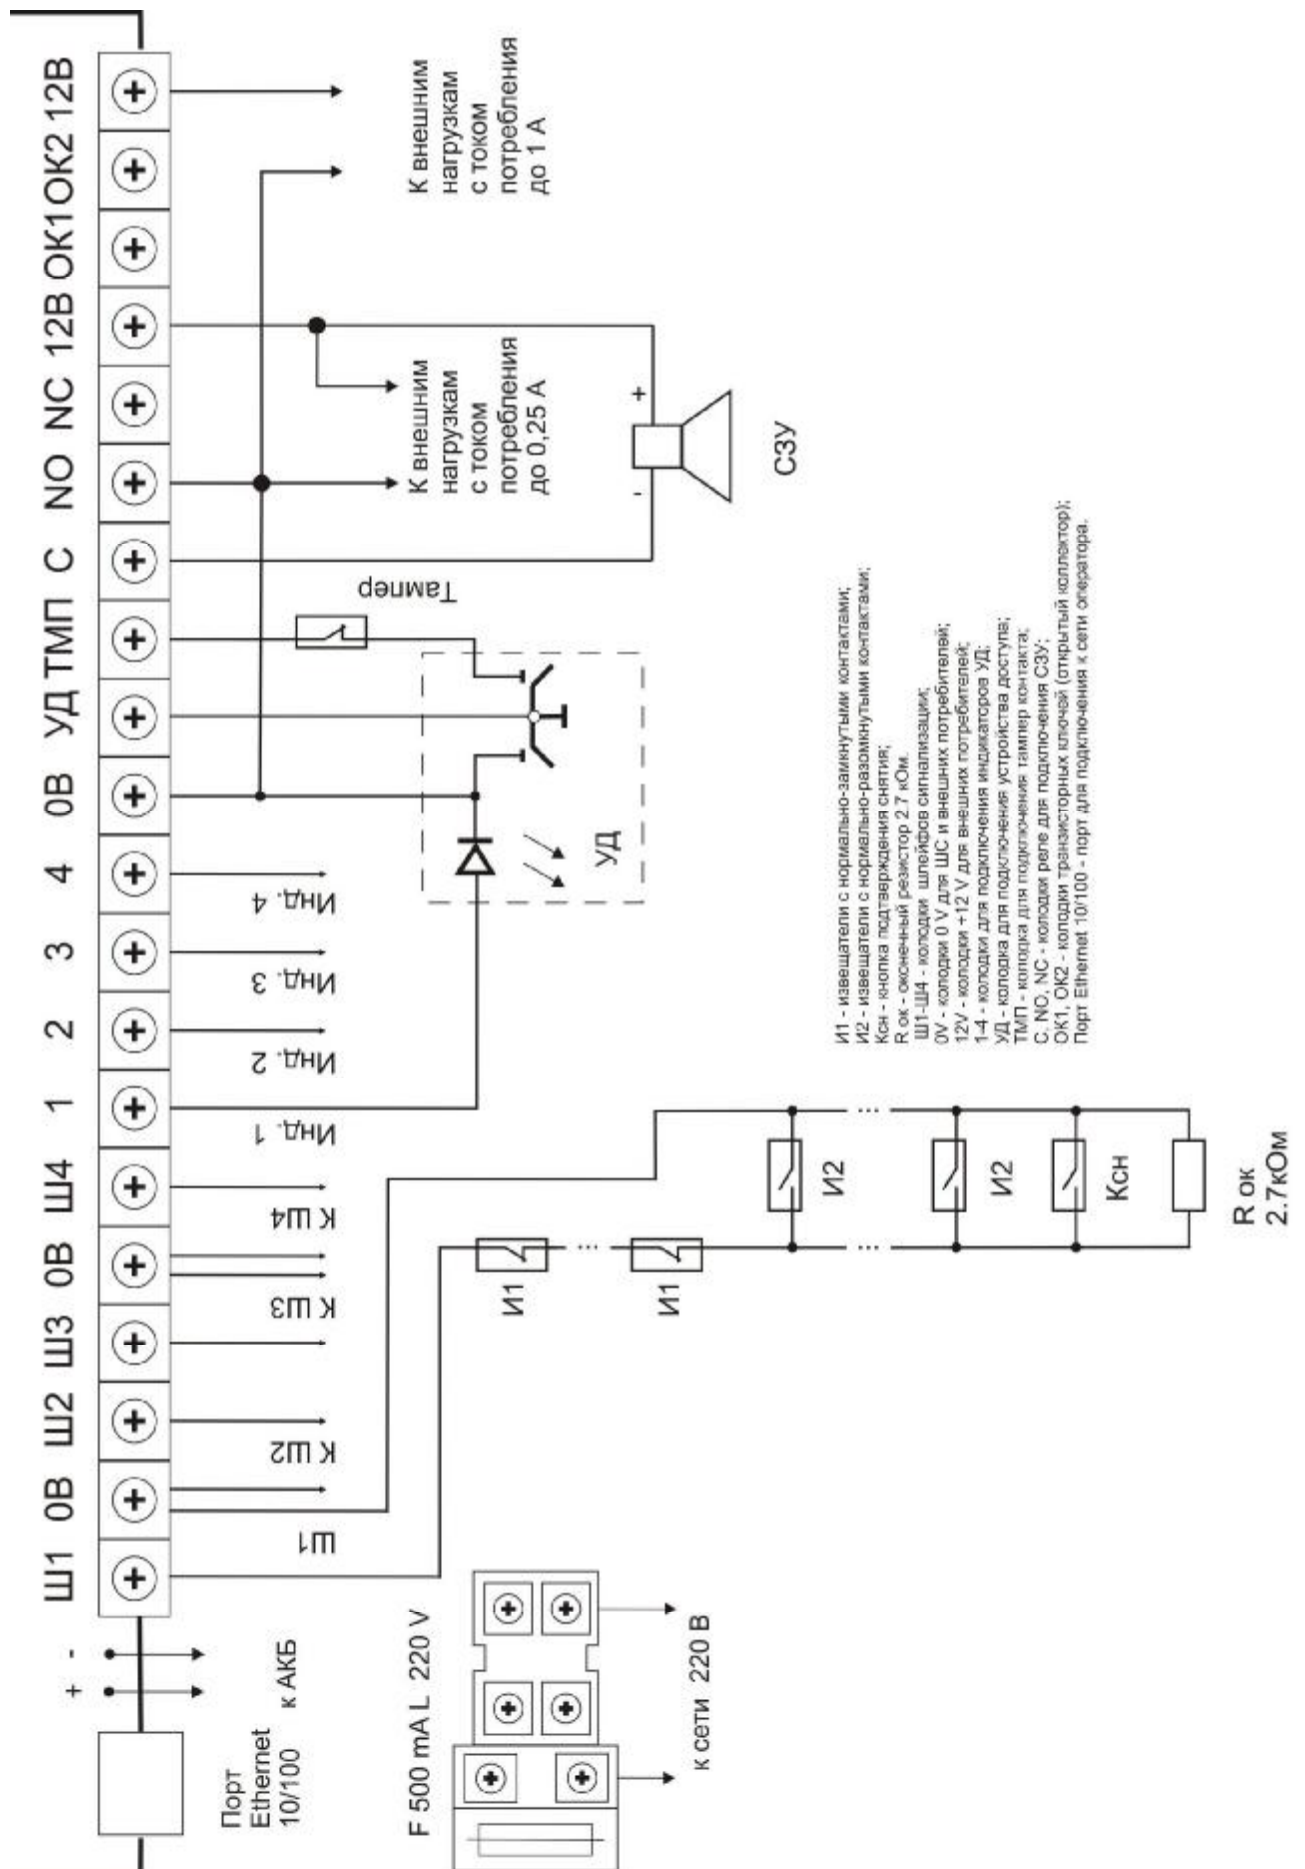 Порт
Ethernet
10/100
+ -
к АКБ
Ш1
0В
Ш2
Ш3
0В
Ш4
1
2
3
4
0В
УД
ТМП
С
NO
NC
12В
ОК1
ОК2
12В
Ш1
К Ш2
К Ш3
К Ш4
Инд. 1
Инд. 2
Инд. 3
Инд. 4
УД
Тампер
К внешним
нагрузкам
с током
потребления
до 0,25 А
К внешним
нагрузкам
с током
потребления
до 1 А
- +
СЗУ
F 500 mA L 220 V
к сети 220 В
И1
И1
И2
И2
Ксн
R ок
2.7кОм
И1 - извещатели с нормально-замкнутыми контактами;
И2 - извещатели с нормально-разомкнутыми контактами;
Ксн - кнопка подтверждения снятия;
R ок - оконечный резистор 2.7 кОм.
Ш1-Ш4 - колодки шлейфов сигнализации;
0V - колодки 0 V для ШС и внешних потребителей;
12V - колодки +12 V для внешних потребителей;
1-4 - колодки для подключения индикаторов УД;
УД - колодка для подключения устройства доступа;
ТМП - колодка для подключения тампер контакта;
C, NO, NC - колодки реле для подключения СЗУ;
ОК1, ОК2 - колодки транзисторных ключей (открытый коллектор);
Порт Ethernet 10/100 - порт для подключения к сети оператора.